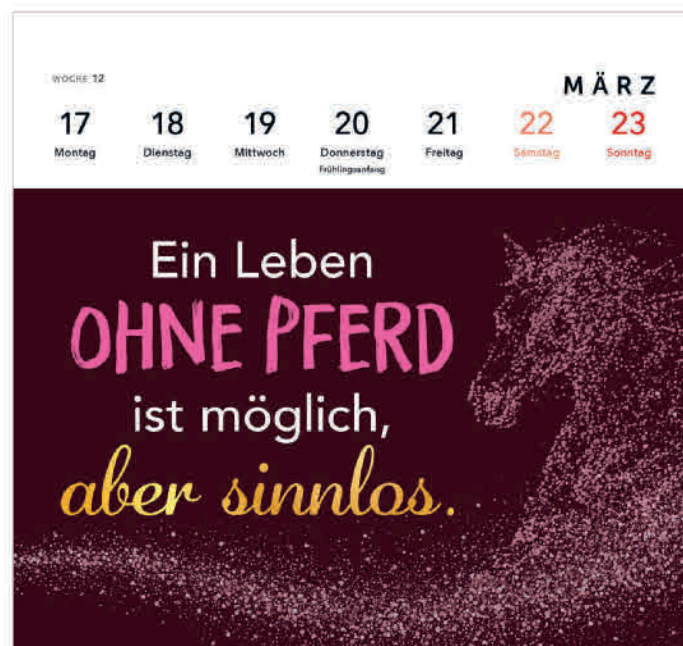 WOCHE 12
MÄRZ
17 18 19 20 21 22 23
Montag Dienstag Mittwoch Donnerstag Freitag Samstag Sonntag
Frühlingsanfang
Ein Leben
OHNE PFERD
ist möglich,
aber sinnlos.